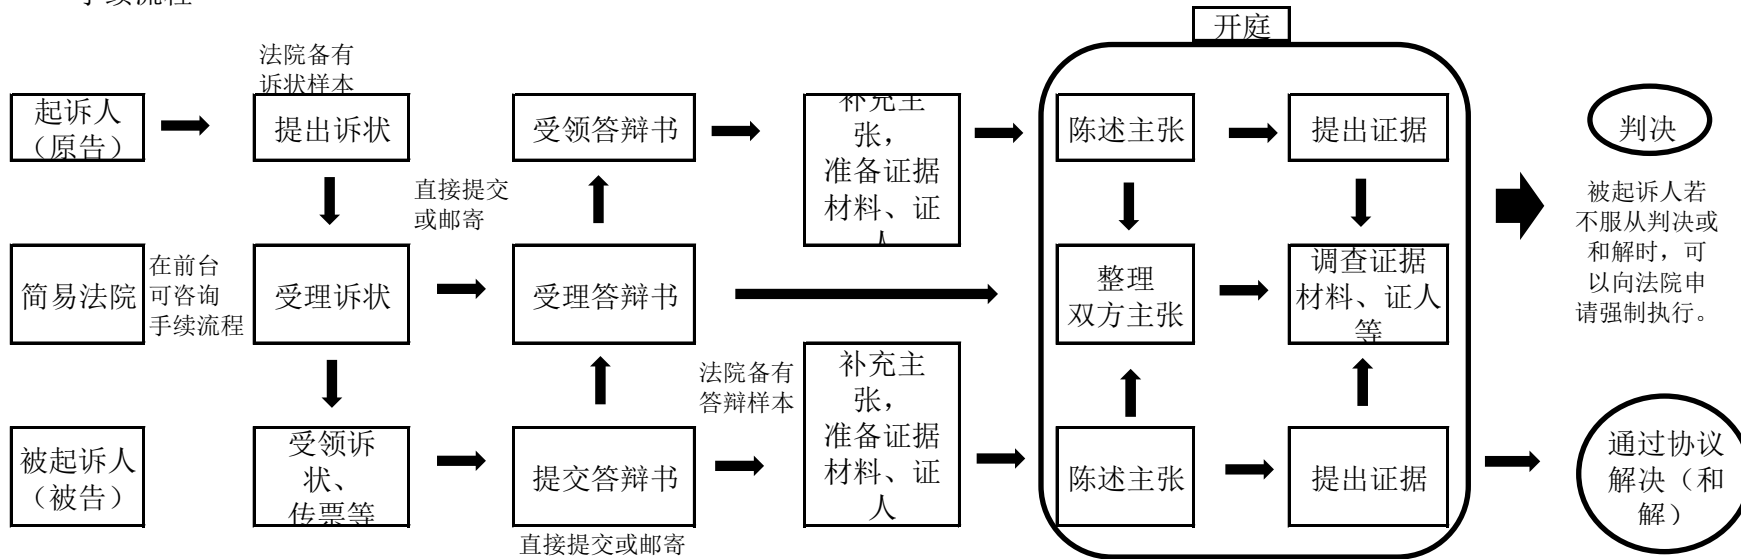 手续流程
开庭
法院备有
诉状样本
起诉人
（原告）
提出诉状
受领答辩书
补充主
张，
准备证据
材料、证
人
陈述主张
提出证据
判决
直接提交
或邮寄
被起诉人若
不服从判决或
和解时，可
以向法院申
请强制执行。
简易法院
在前台
可咨询
手续流程
受理诉状
受理答辩书
整理
双方主张
调查证据
材料、证人
等
法院备有
答辩样本
被起诉人
（被告）
受领诉
状、
传票等
提交答辩书
补充主
张，
准备证据
材料、证
人
陈述主张
提出证据
通过协议
解决（和
解）
直接提交或邮寄